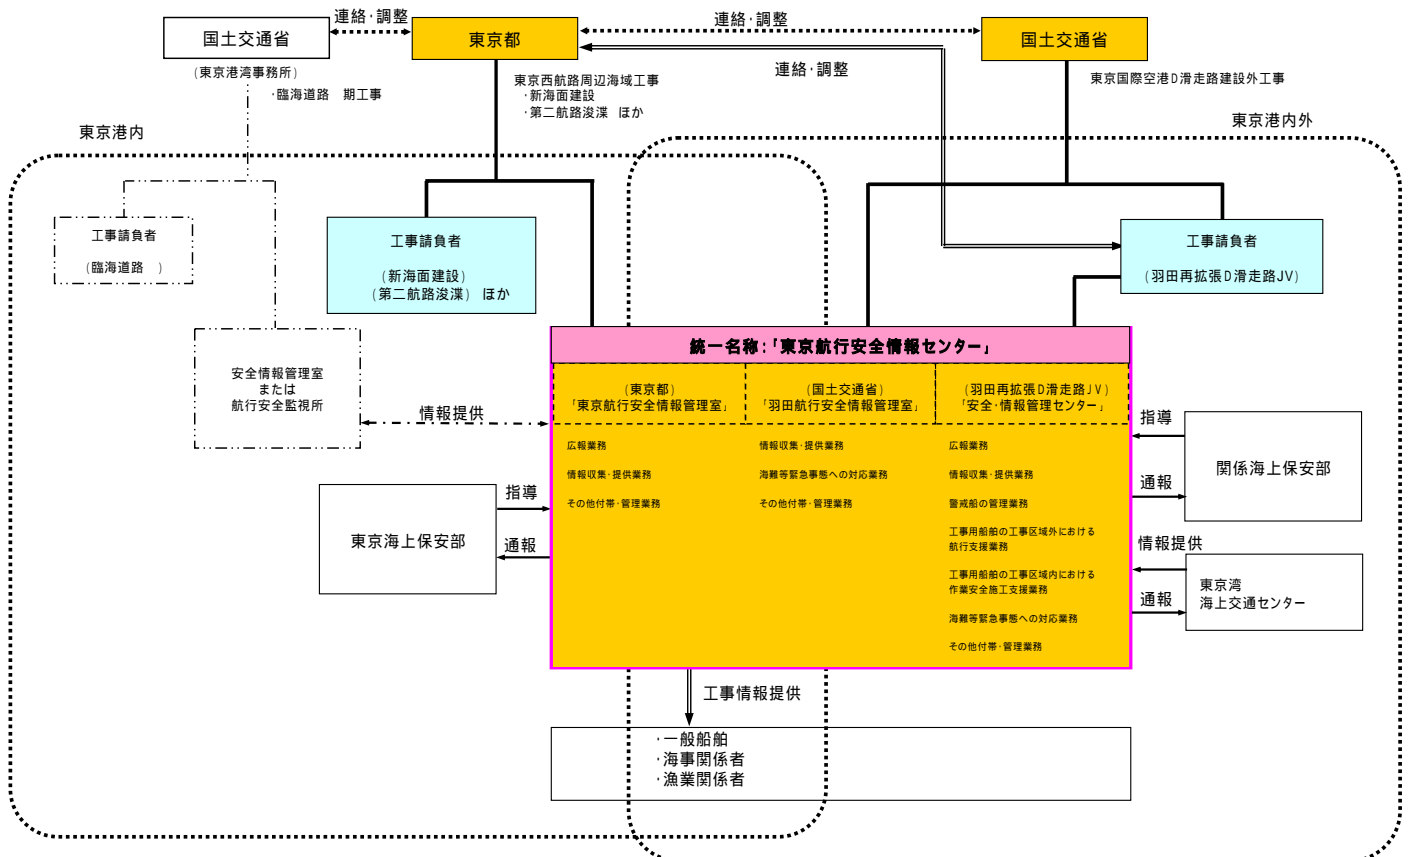 連絡・調整
連絡・調整
国土交通省
東京都
国土交通省
連絡・調整
(東京港湾事務所)
・臨海道路　期工事
東京西航路周辺海域工事
・新海面建設
・第二航路浚渫　ほか
東京国際空港D滑走路建設外工事
東京港内
東京港内外
工事請負者
(臨海道路　)
工事請負者
(新海面建設)
(第二航路浚渫)　ほか
工事請負者
(羽田再拡張D滑走路JV)
安全情報管理室
または
航行安全監視所
情報提供
統一名称：「東京航行安全情報センター」
(東京都)
「東京航行安全情報管理室」
(国土交通省)
「羽田航行安全情報管理室」
(羽田再拡張D滑走路JV)
「安全・情報管理センター」
広報業務
情報収集・提供業務
その他付帯・管理業務
情報収集・提供業務
海難等緊急事態への対応業務
その他付帯・管理業務
広報業務
情報収集・提供業務
警戒船の管理業務
工事用船舶の工事区域外における
航行支援業務
工事用船舶の工事区域内における
作業安全施工支援業務
海難等緊急事態への対応業務
その他付帯・管理業務
指導
通報
東京海上保安部
指導
通報
関係海上保安部
情報提供
通報
東京湾
海上交通センター
工事情報提供
・一般船舶
・海事関係者
・漁業関係者